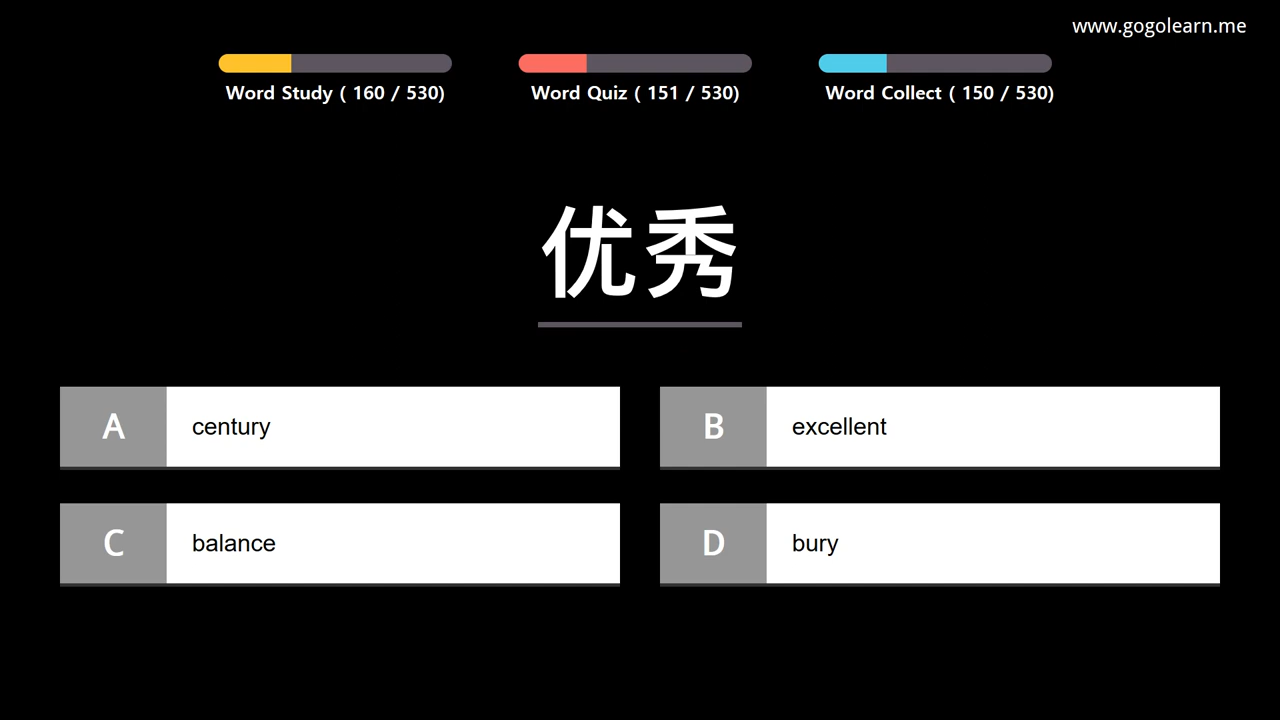 www.gogolearn.me
Word Study ( 160 / 530)
Word Quiz ( 151 / 530)
Word Collect ( 150 / 530)
优秀
A century
B excellent
C balance
D bury